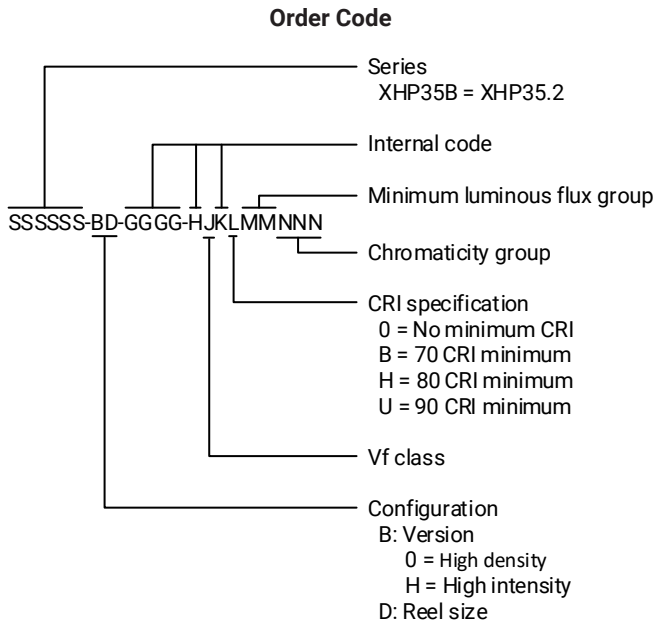 Order Code
Series
XHP35B = XHP35.2
Internal code
Minimum luminous flux group
SSSSSS-BD-GGGG-HJKLMMNNN
Chromaticity group
CRI specification
0 = No minimum CRI
B = 70 CRI minimum
H = 80 CRI minimum
U = 90 CRI minimum
Vf class
Configuration
B: Version
0 = High density
H = High intensity
D: Reel size